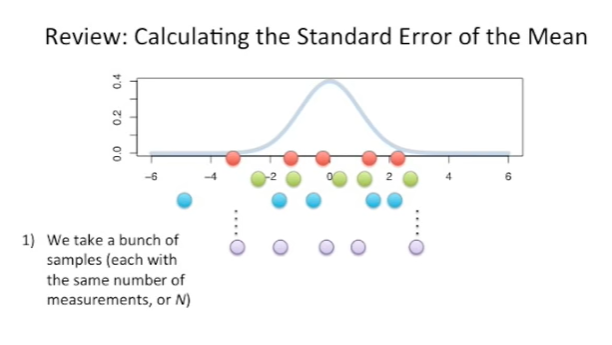 Review: Calculating the Standard Error of the Mean
0.4
0.2
0.0
-6 -4 -2 0 2 4 6
1) We take a bunch of
samples (each with
the same number of
measurements, or N)